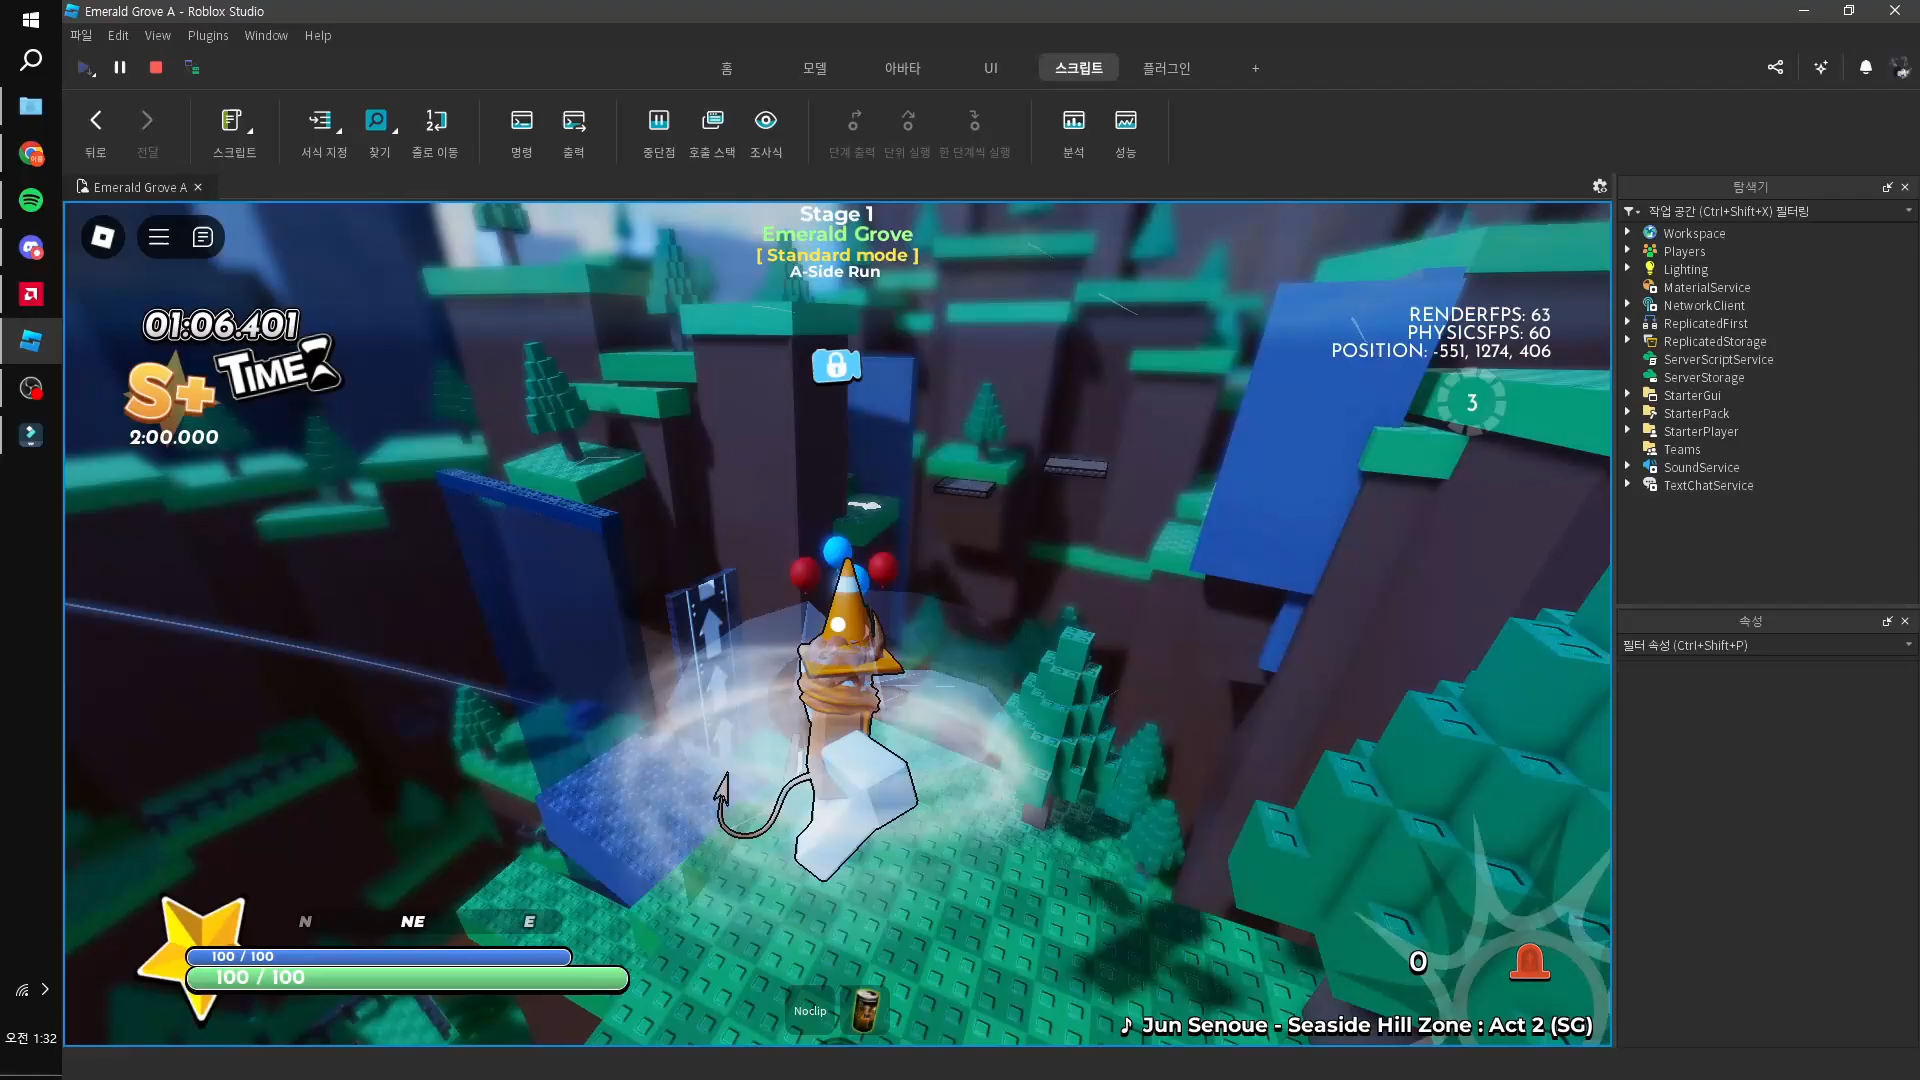 Emerald Grove A - Roblox Studio
파일 Edit View Plugins Window Help
홈 모델 아바타 UI 스크립트 플러그인 +
뒤로 전달 스크립트 서식 지정 찾기 줄로 이동 명령 출력 중단점 호출 스택 조사식 단계 출력 단위 실행 한 단계씩 실행 분석 성능
Emerald Grove A
탐색기
작업 공간 (Ctrl+Shift+X) 필터링
Workspace
Players
Lighting
MaterialService
NetworkClient
ReplicatedFirst
ReplicatedStorage
ServerScriptService
ServerStorage
StarterGui
StarterPack
StarterPlayer
Teams
SoundService
TextChatService
속성
필터 속성 (Ctrl+Shift+P)
Stage 1
Emerald Grove
[ Standard mode ]
A-Side Run
01:06.401
S+ TIME
2:00.000
RENDERFPS: 63
PHYSICSFPS: 60
POSITION: -551, 1274, 406
3
N NE E
100 / 100
100 / 100
Noclip
0
♪ Jun Senoue - Seaside Hill Zone : Act 2 (SG)
오전 1:32